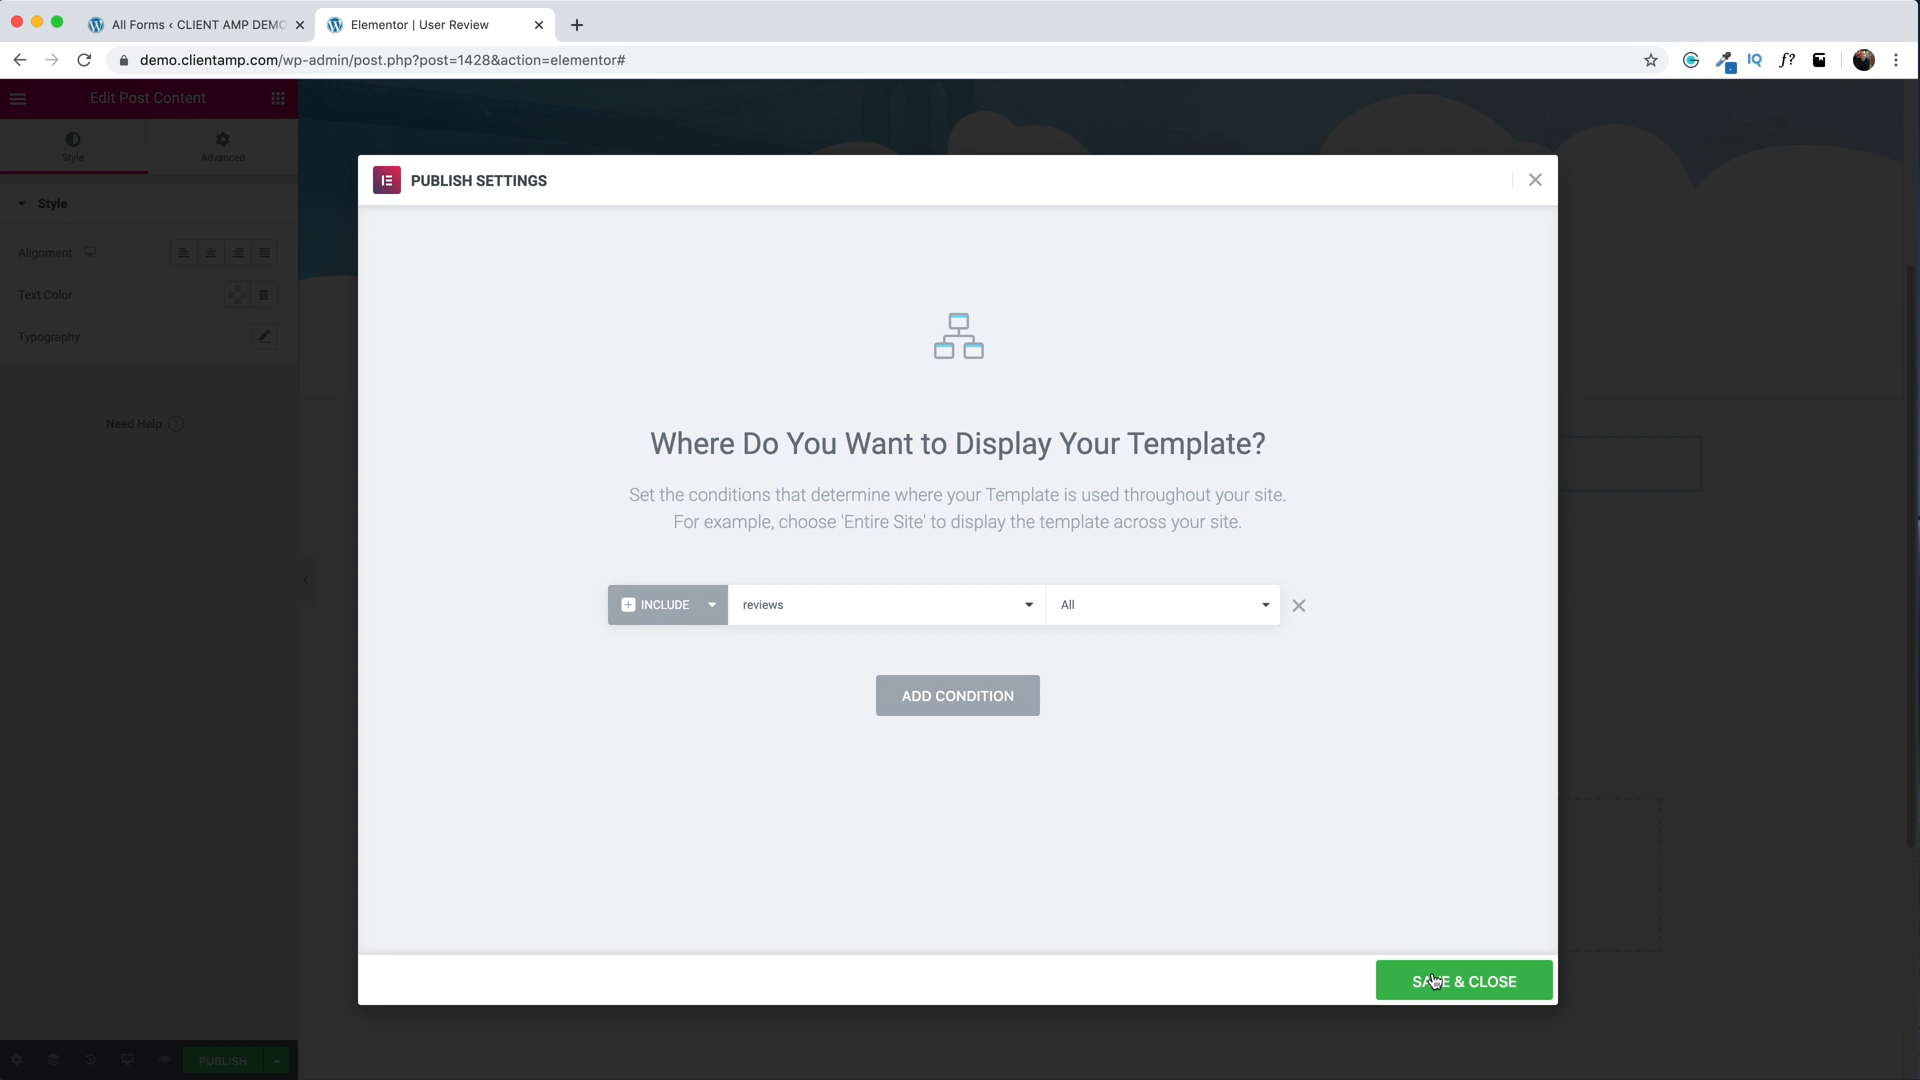 All Forms ‹ CLIENT AMP DEMO
Elementor | User Review
demo.clientamp.com/wp-admin/post.php?post=1428&action=elementor#
IQ
f?
Edit Post Content
Style
Advanced
PUBLISH SETTINGS
Style
Alignment
Text Color
Typography
Need Help
Where Do You Want to Display Your Template?
Set the conditions that determine where your Template is used throughout your site.
For example, choose 'Entire Site' to display the template across your site.
INCLUDE
reviews
All
ADD CONDITION
SAVE & CLOSE
PUBLISH